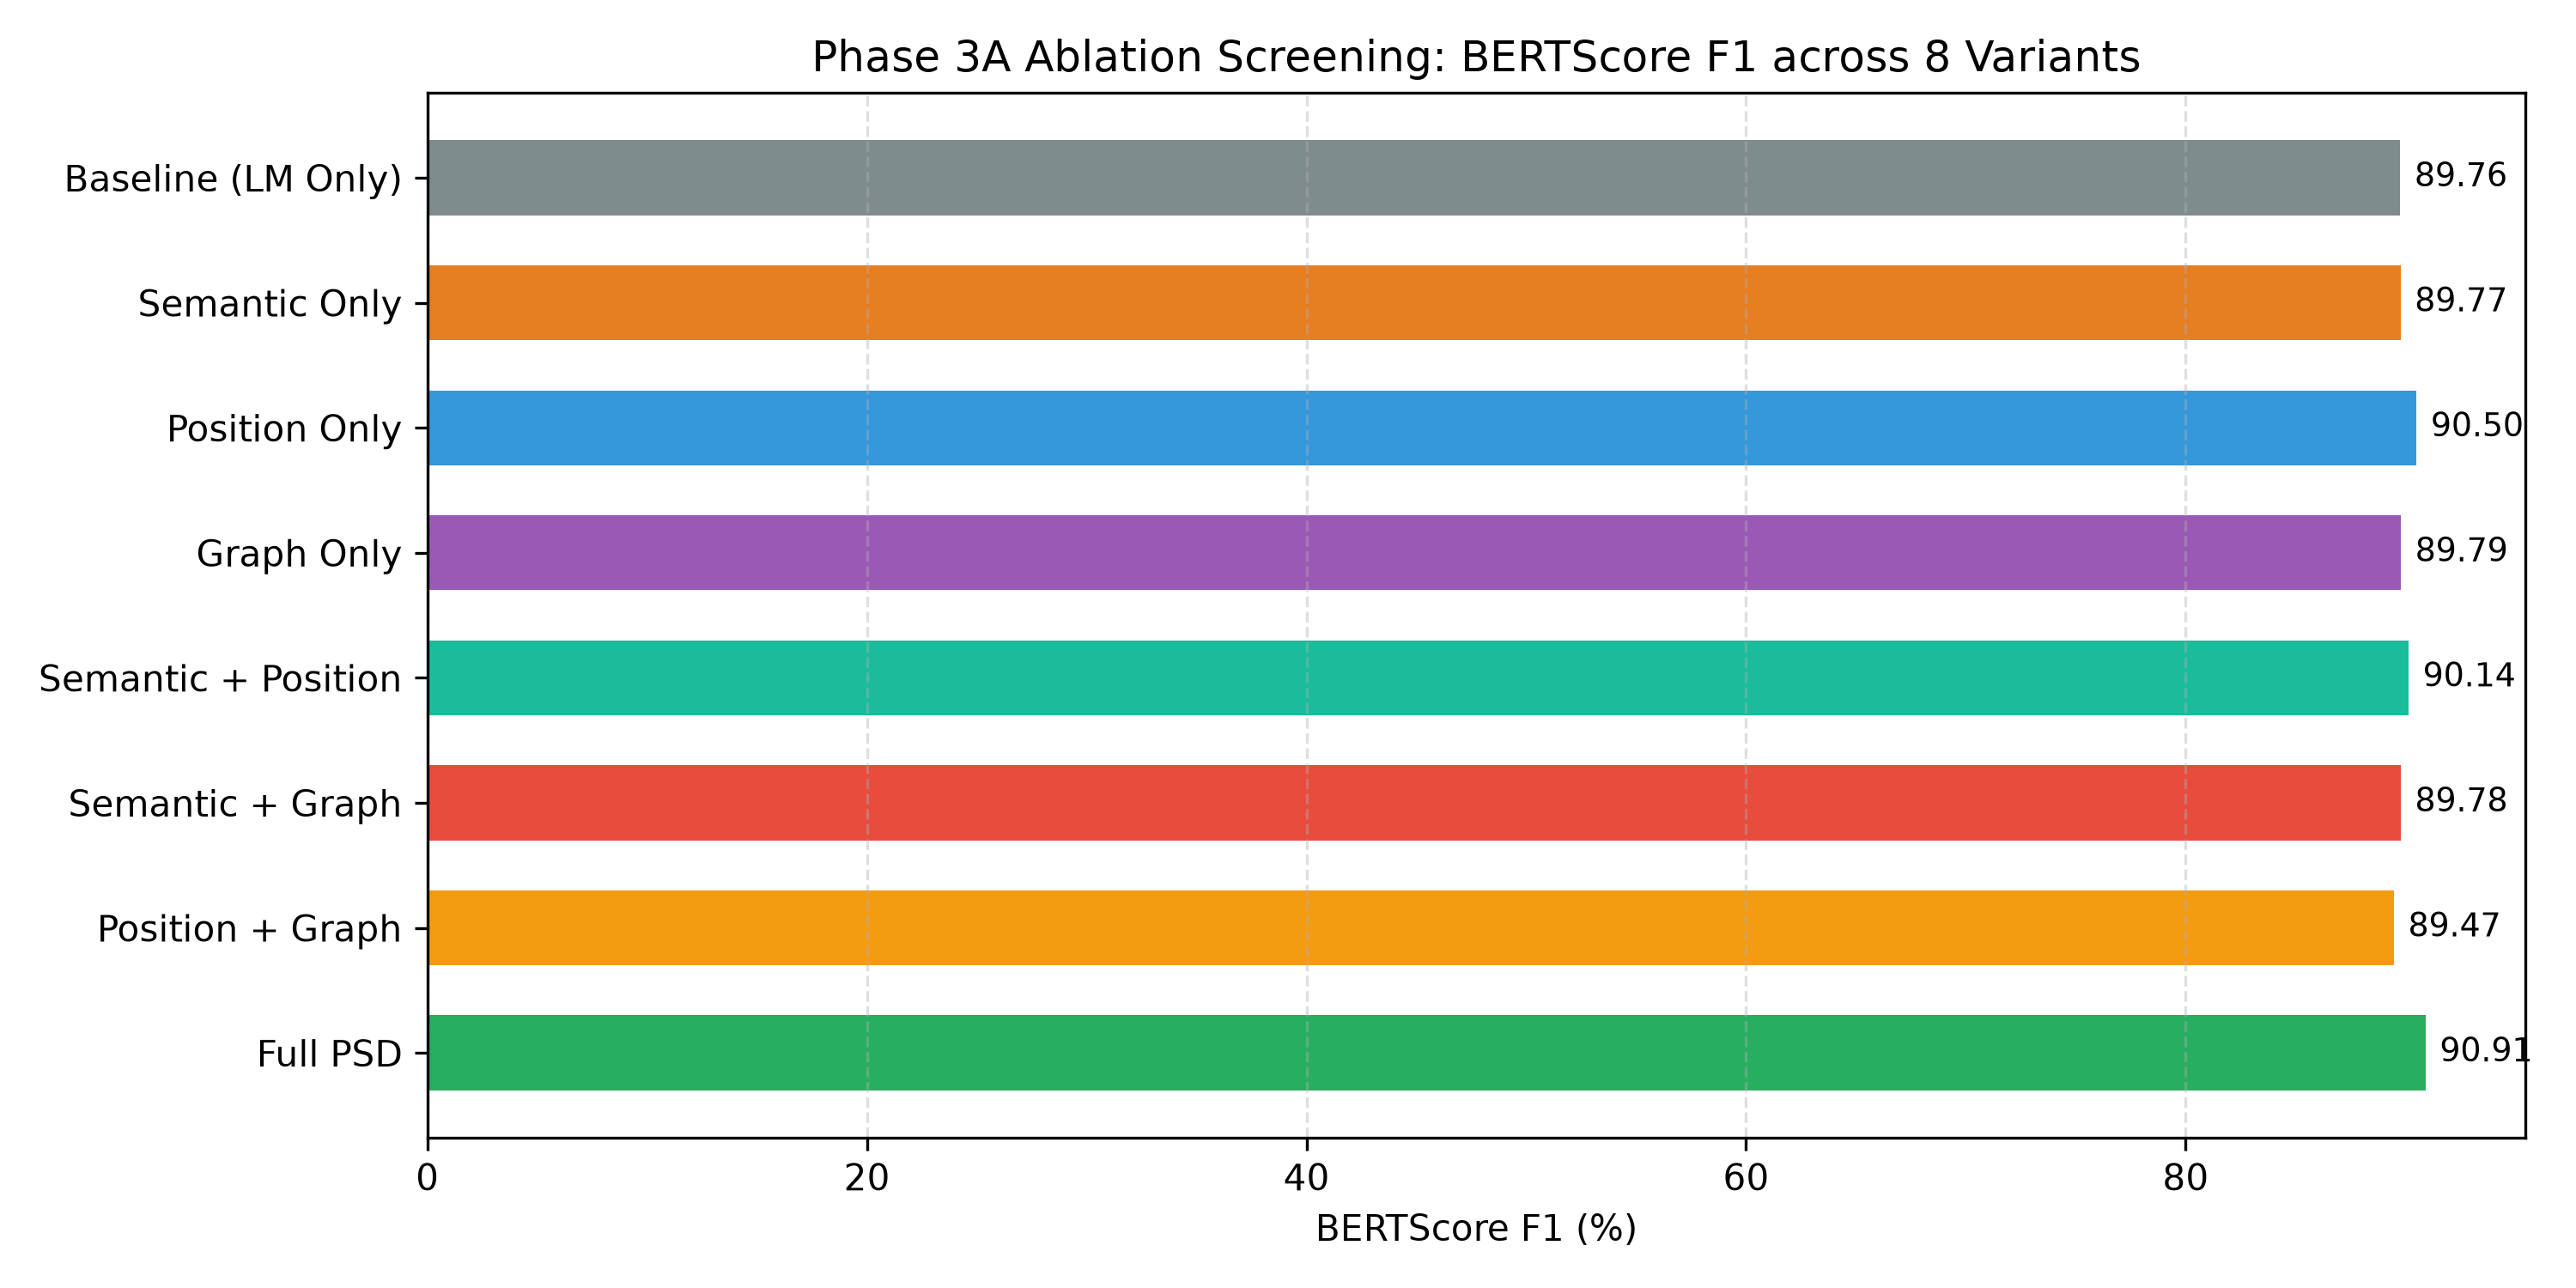 Phase 3A Ablation Screening: BERTScore F1 across 8 Variants
Baseline (LM Only) 89.76
Semantic Only 89.77
Position Only 90.50
Graph Only 89.79
Semantic + Position 90.14
Semantic + Graph 89.78
Position + Graph 89.47
Full PSD 90.91
0 20 40 60 80
BERTScore F1 (%)